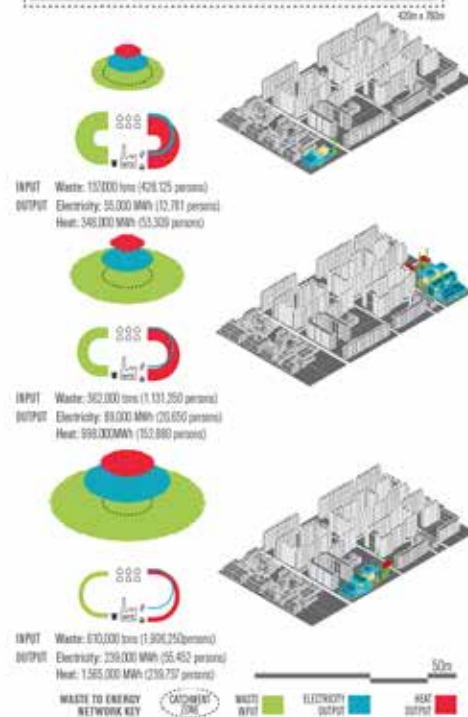 420m x 760m
INPUT Waste: 137,000 tons (428,125 persons)
OUTPUT Electricity: 55,000 MWh (12,761 persons)
Heat: 348,000 MWh (53,309 persons)
INPUT Waste: 362,000 tons (1,131,250 persons)
OUTPUT Electricity: 89,000 MWh (20,650 persons)
Heat: 998,000MWh (152,880 persons)
INPUT Waste: 610,000 tons (1,906,250persons)
OUTPUT Electricity: 239,000 MWh (55,452 persons)
Heat: 1,565,000 MWh (239,737 persons)
50m
WASTE TO ENERGY
NETWORK KEY
CATCHMENT
ZONE
WASTE
INPUT
ELECTRICITY
OUTPUT
HEAT
OUTPUT